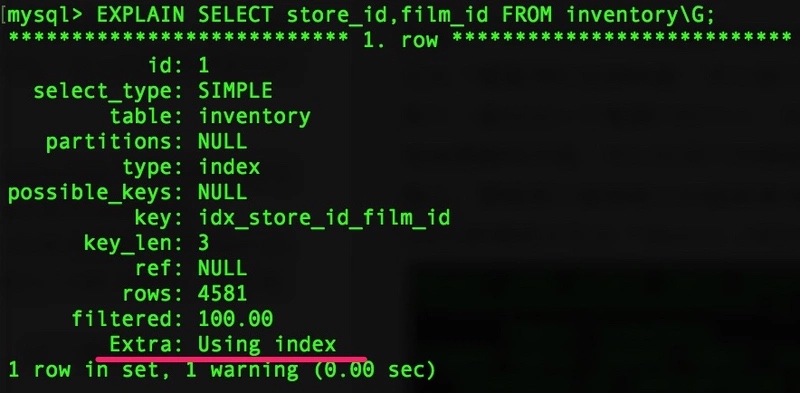 [mysql> EXPLAIN SELECT store_id,film_id FROM inventory\G;
*************************** 1. row ***************************
id: 1
select_type: SIMPLE
table: inventory
partitions: NULL
type: index
possible_keys: NULL
key: idx_store_id_film_id
key_len: 3
ref: NULL
rows: 4581
filtered: 100.00
Extra: Using index
1 row in set, 1 warning (0.00 sec)